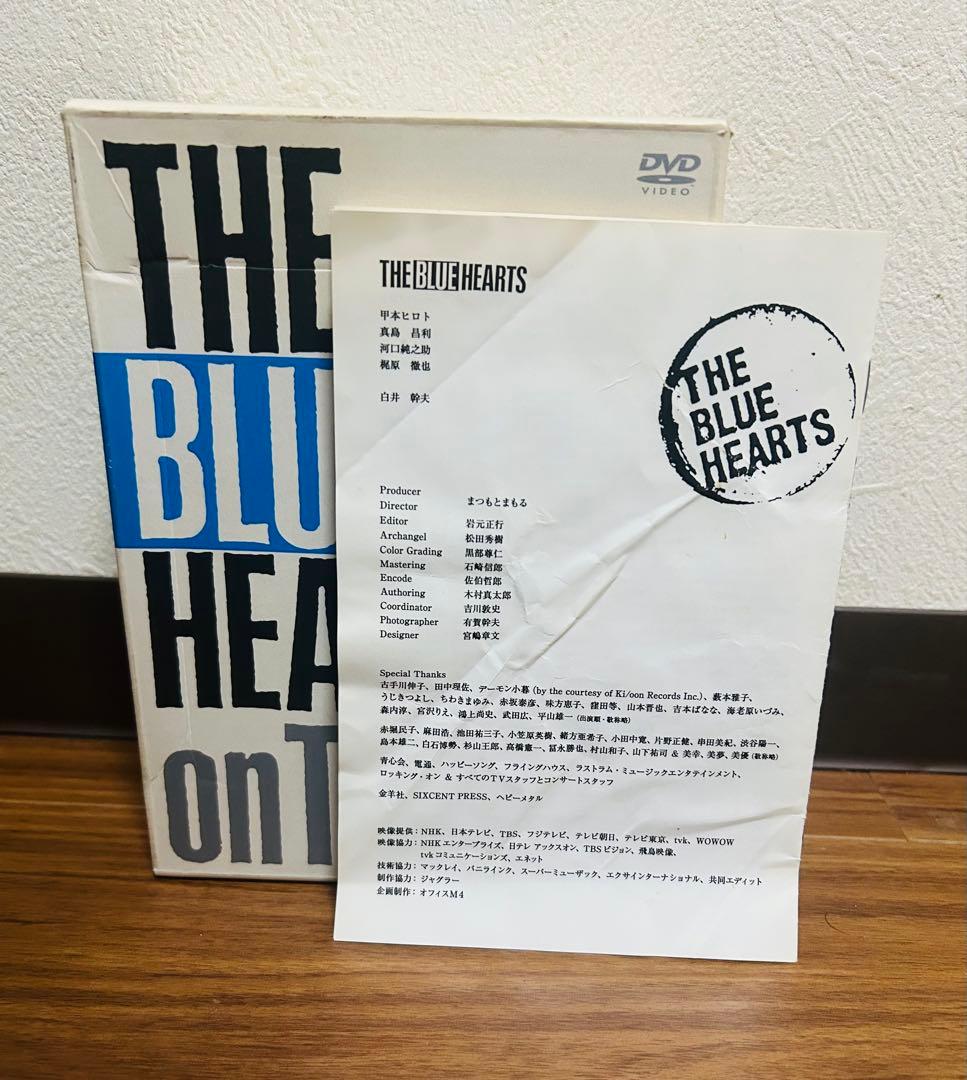 THE
BLU
HEA
onT
DVD
VIDEO
THE BLUE HEARTS
甲本ヒロト
真島 昌利
河口純之助
梶原 徹也
白井 幹夫
THE
BLUE
HEARTS
Producer
Director まつもとまもる
Editor 岩元正行
Archangel 松田秀樹
Color Grading 黒部尊仁
Mastering 石崎信郎
Encode 佐伯哲郎
Authoring 木村真太郎
Coordinator 吉川敦史
Photographer 有賀幹夫
Designer 宮嶋章文
Special Thanks
古手川伸子、田中理佐、デーモン小暮 (by the courtesy of Ki/oon Records Inc.)、薮本雅子、
うじきつよし、ちわきまゆみ、赤坂泰彦、味方恵子、窪田等、山本晋也、吉本ばなな、海老原いづみ、
森内淳、宮沢りえ、鴻上尚史、武田広、平山雄一 (出演順・敬称略)
赤堀民子、麻田浩、池田祐三子、小笠原英樹、緒方亜希子、小田中寛、片野正健、串田美紀、渋谷陽一、
島本雄二、白石博勢、杉山王郎、高橋憲一、冨永勝也、村山和子、山下祐司 & 美幸、美夢、美優 (敬称略)
青心会、電通、ハッピーソング、フライングハウス、ラストラム・ミュージックエンタテインメント、
ロッキング・オン & すべてのTVスタッフとコンサートスタッフ
金羊社、SIXCENT PRESS、ヘビーメタル
映像提供：NHK、日本テレビ、TBS、フジテレビ、テレビ朝日、テレビ東京、tvk、WOWOW
映像協力：NHKエンタープライズ、日テレ アックスオン、TBSビジョン、飛鳥映像、
tvkコミュニケーションズ、エネット
技術協力：マックレイ、バニラインク、スーパーミューザック、エクサインターナショナル、共同エディット
制作協力：ジャグラー
企画制作：オフィスM4